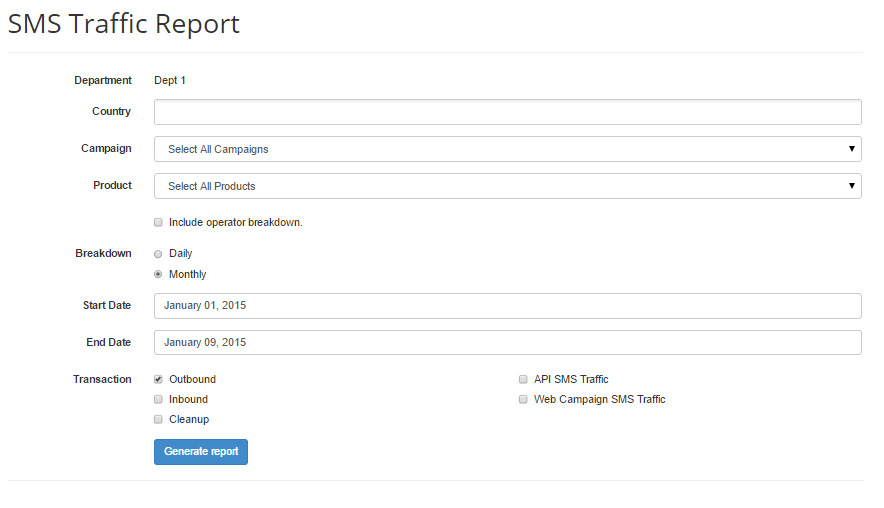 SMS Traffic Report
Department Dept 1
Country
Campaign Select All Campaigns
Product Select All Products
Include operator breakdown.
Breakdown Daily
Monthly
Start Date January 01, 2015
End Date January 09, 2015
Transaction Outbound API SMS Traffic
Inbound Web Campaign SMS Traffic
Cleanup
Generate report